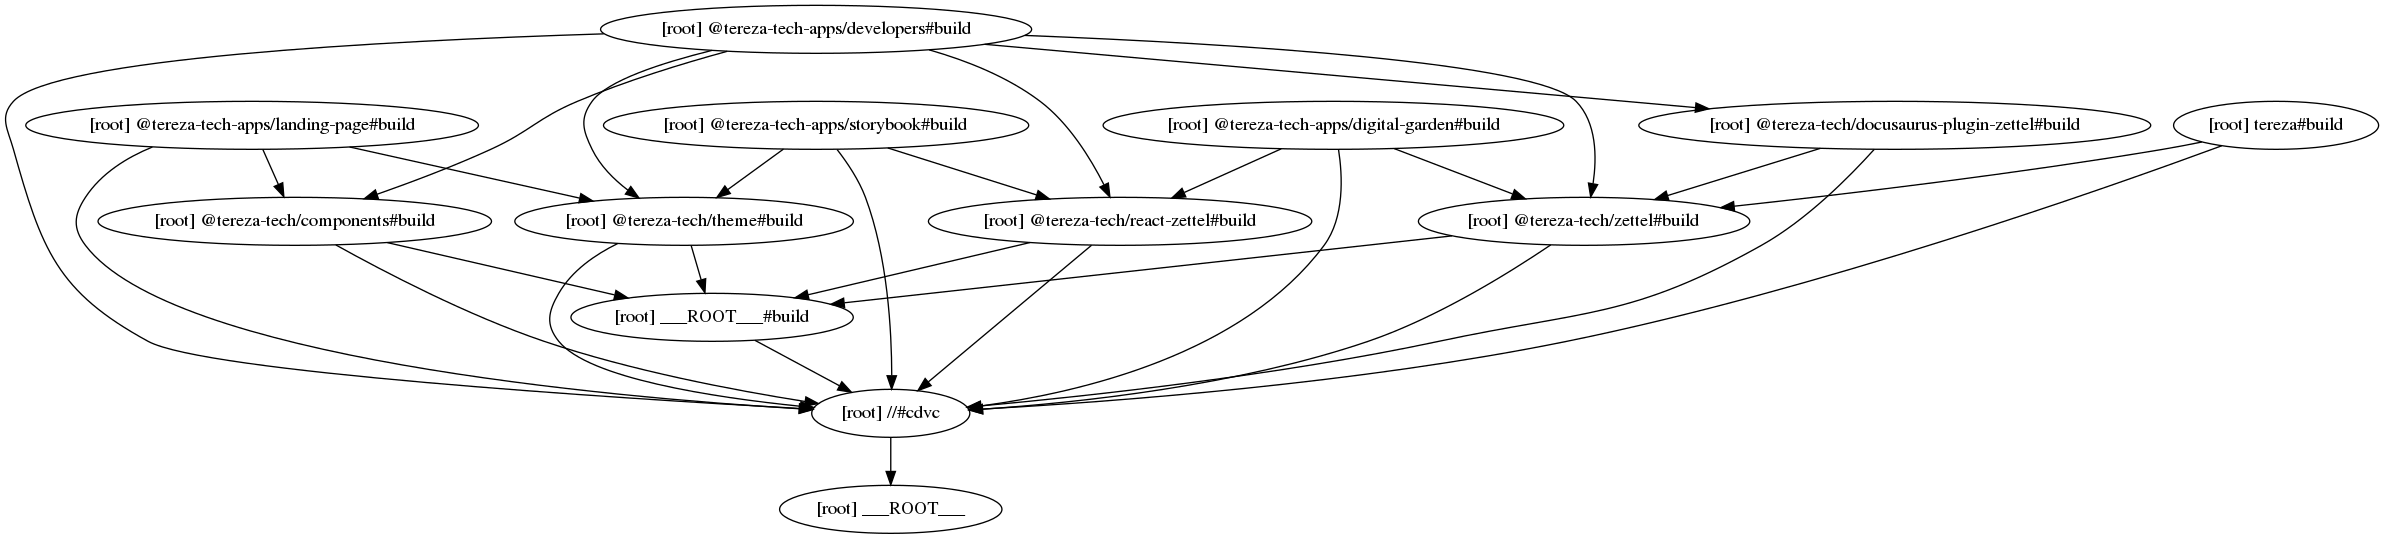 [root] @tereza-tech-apps/developers#build
[root] @tereza-tech-apps/landing-page#build
[root] @tereza-tech-apps/storybook#build
[root] @tereza-tech-apps/digital-garden#build
[root] @tereza-tech/docusaurus-plugin-zettel#build
[root] tereza#build
[root] @tereza-tech/components#build
[root] @tereza-tech/theme#build
[root] @tereza-tech/react-zettel#build
[root] @tereza-tech/zettel#build
[root] ___ROOT___#build
[root] //#cdvc
[root] ___ROOT___